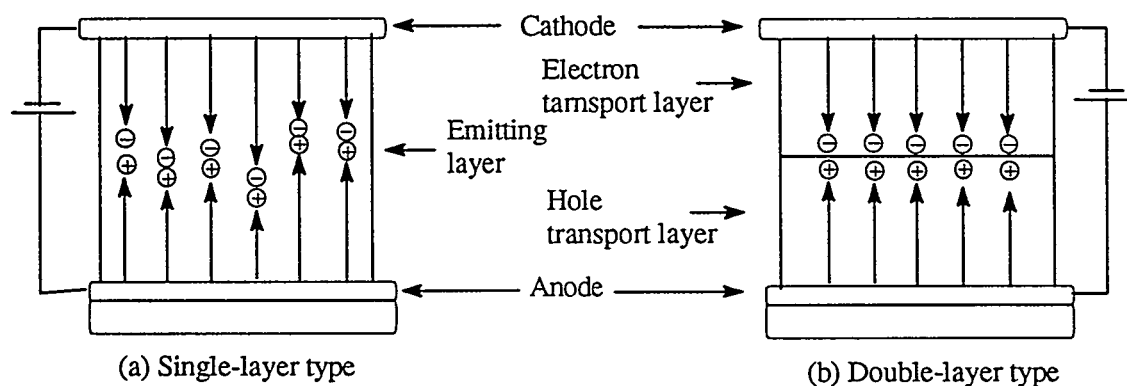 Cathode
Electron
tarnsport layer
Emitting
layer
Hole
transport layer
Anode
(a) Single-layer type
(b) Double-layer type